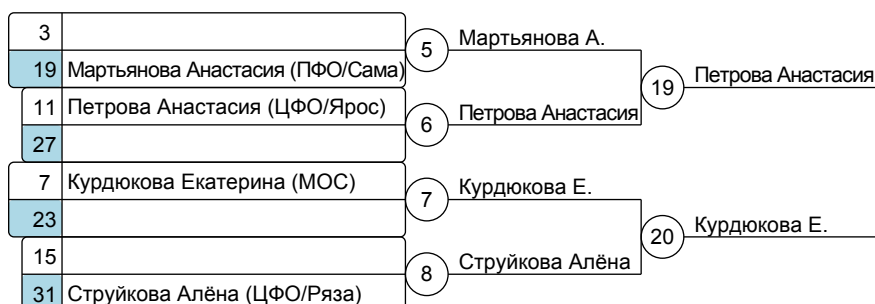 3
19 Мартьянова Анастасия (ПФО/Сама)
5 Мартьянова А.
11 Петрова Анастасия (ЦФО/Ярос)
27
6 Петрова Анастасия
19 Петрова Анастасия
7 Курдюкова Екатерина (МОС)
23
7 Курдюкова Е.
15
31 Струйкова Алёна (ЦФО/Ряза)
8 Струйкова Алёна
20 Курдюкова Е.